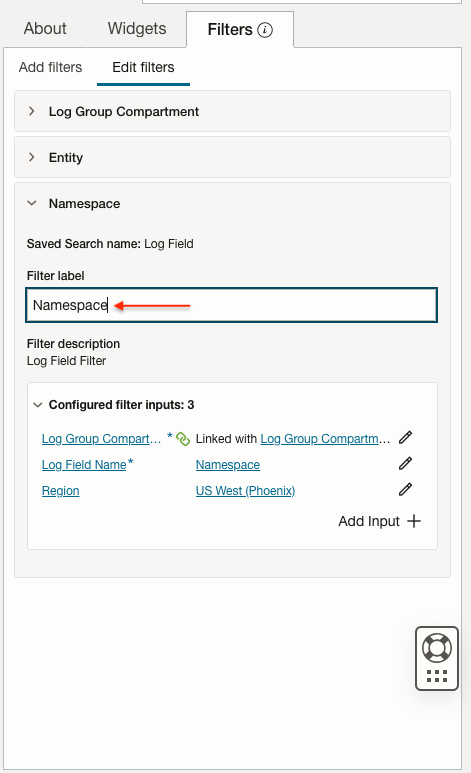 About Widgets Filters
Add filters Edit filters
Log Group Compartment
Entity
Namespace
Saved Search name: Log Field
Filter label
Namespace
Filter description
Log Field Filter
Configured filter inputs: 3
Log Group Compart... * Linked with Log Group Compartm...
Log Field Name* Namespace
Region US West (Phoenix)
Add Input +